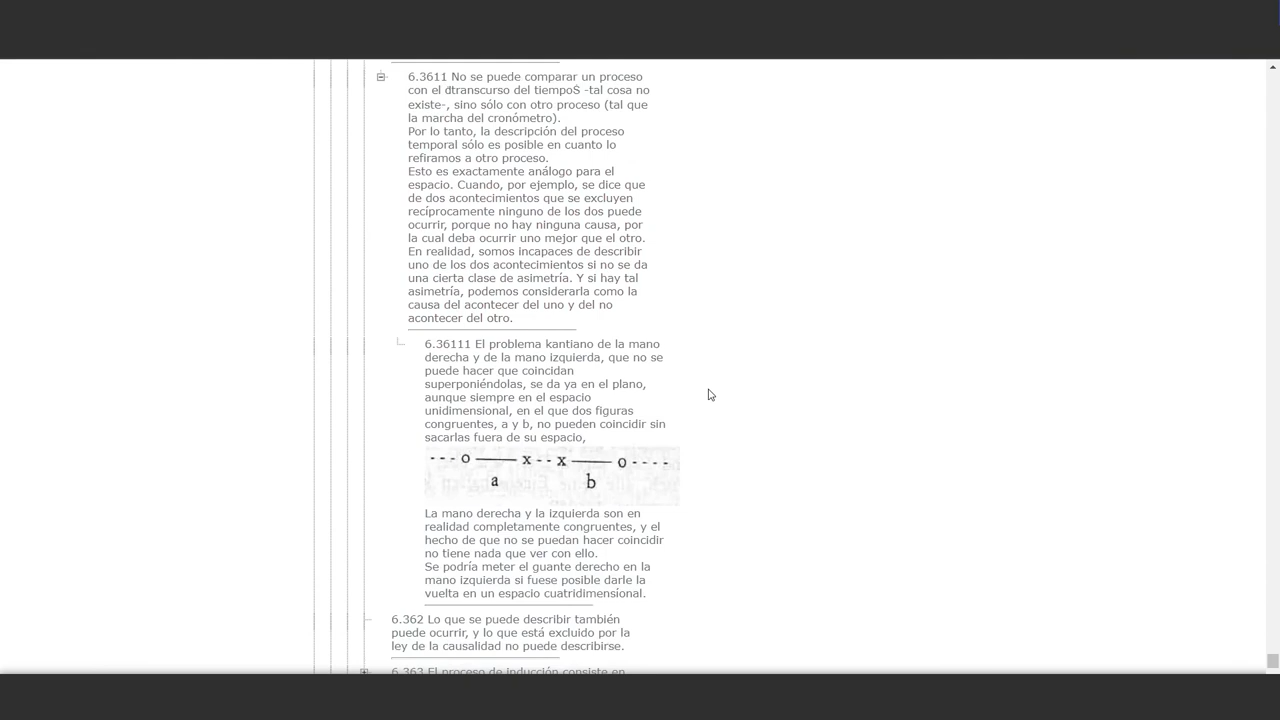 6.3611 No se puede comparar un proceso
con el đtranscurso del tiempoŠ -tal cosa no
existe-, sino sólo con otro proceso (tal que
la marcha del cronómetro).
Por lo tanto, la descripción del proceso
temporal sólo es posible en cuanto lo
refiramos a otro proceso.
Esto es exactamente análogo para el
espacio. Cuando, por ejemplo, se dice que
de dos acontecimientos que se excluyen
recíprocamente ninguno de los dos puede
ocurrir, porque no hay ninguna causa, por
la cual deba ocurrir uno mejor que el otro.
En realidad, somos incapaces de describir
uno de los dos acontecimientos si no se da
una cierta clase de asimetría. Y si hay tal
asimetría, podemos considerarla como la
causa del acontecer del uno y del no
acontecer del otro.
6.36111 El problema kantiano de la mano
derecha y de la mano izquierda, que no se
puede hacer que coincidan
superponiéndolas, se da ya en el plano,
aunque siempre en el espacio
unidimensional, en el que dos figuras
congruentes, a y b, no pueden coincidir sin
sacarlas fuera de su espacio,
- - - o —— x - - x —— o - - - -
a b
La mano derecha y la izquierda son en
realidad completamente congruentes, y el
hecho de que no se puedan hacer coincidir
no tiene nada que ver con ello.
Se podría meter el guante derecho en la
mano izquierda si fuese posible darle la
vuelta en un espacio cuatridimensíonal.
6.362 Lo que se puede describir también
puede ocurrir, y lo que está excluido por la
ley de la causalidad no puede describirse.
6.363 El proceso de inducción consiste en